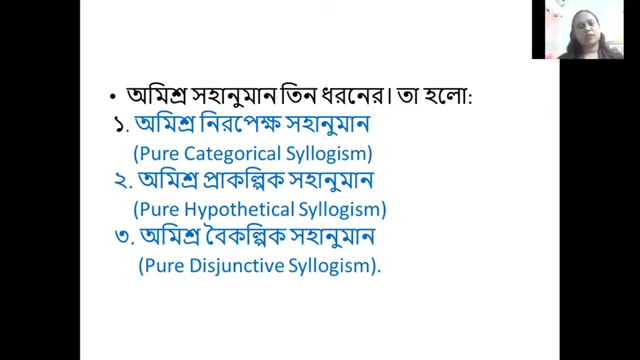 • অমিশ্র সহানুমান তিন ধরনের। তা হলো:
১. অমিশ্র নিরপেক্ষ সহানুমান
(Pure Categorical Syllogism)
২. অমিশ্র প্রাকল্পিক সহানুমান
(Pure Hypothetical Syllogism)
৩. অমিশ্র বৈকল্পিক সহানুমান
(Pure Disjunctive Syllogism).